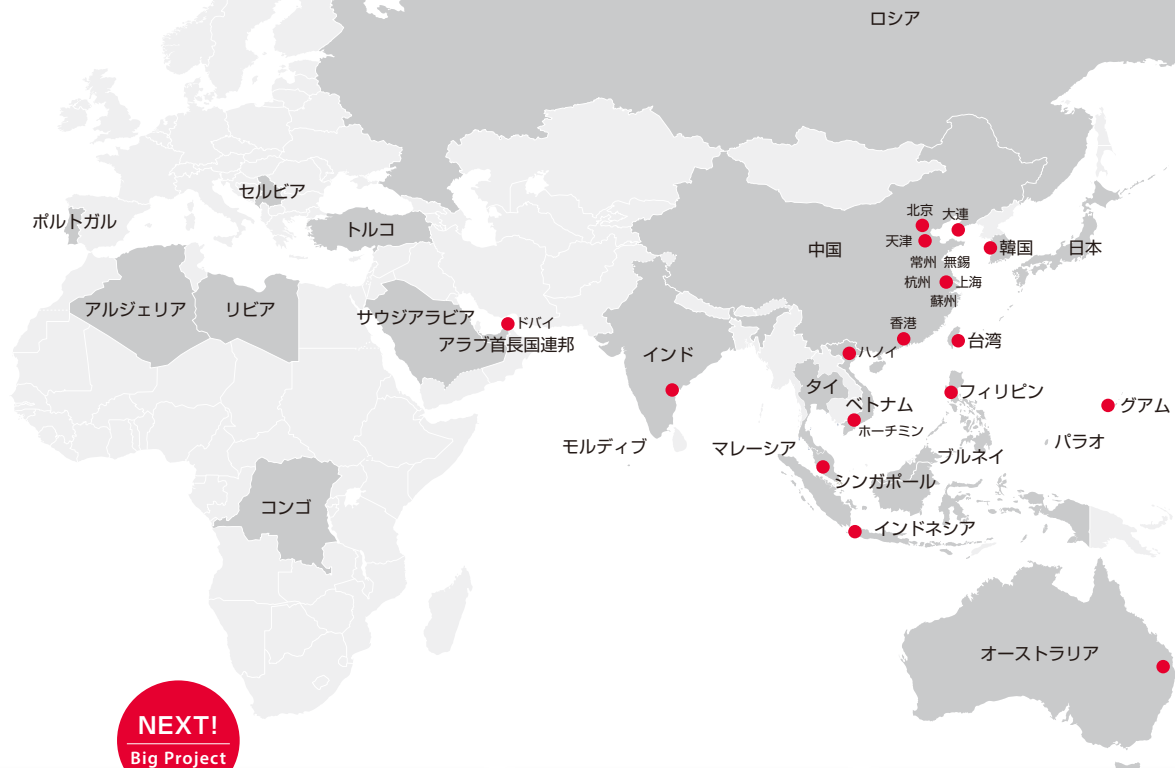 ロシア
セルビア
ポルトガル
トルコ
北京
大連
天津
中国
韓国
日本
常州 無錫
杭州
上海
蘇州
アルジェリア
リビア
サウジアラビア
ドバイ
アラブ首長国連邦
香港
台湾
ハノイ
インド
タイ
フィリピン
ベトナム
グアム
ホーチミン
モルディブ
マレーシア
パラオ
ブルネイ
シンガポール
コンゴ
インドネシア
オーストラリア
NEXT!
Big Project